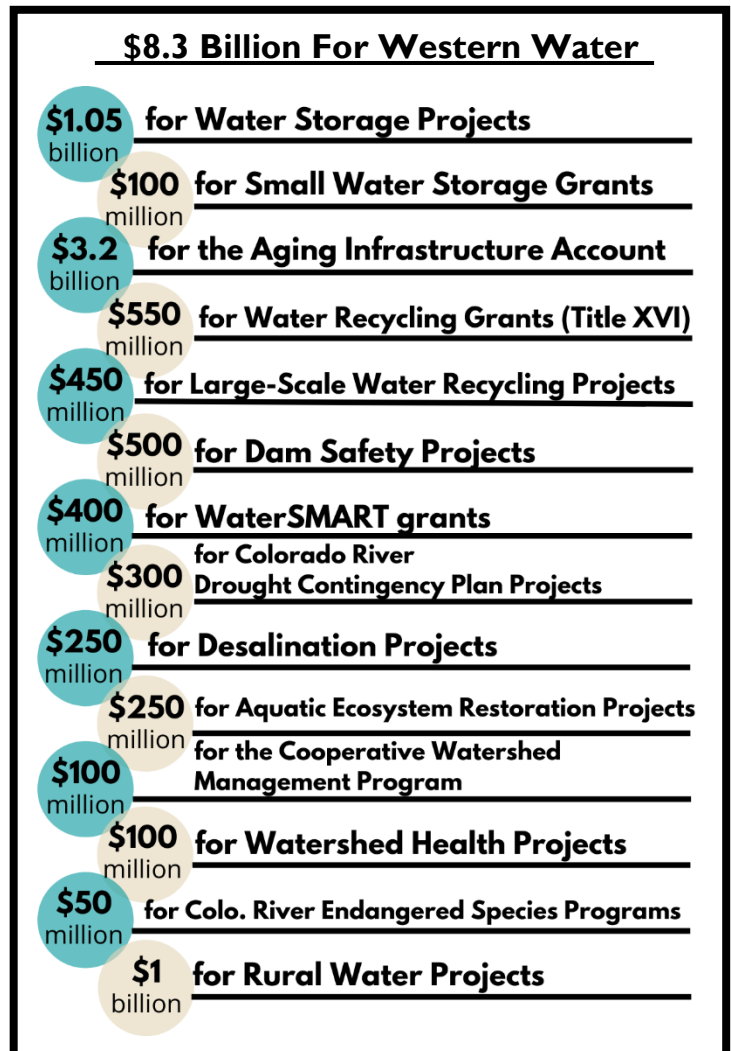 $8.3 Billion For Western Water
$1.05 billion for Water Storage Projects
$100 million for Small Water Storage Grants
$3.2 billion for the Aging Infrastructure Account
$550 million for Water Recycling Grants (Title XVI)
$450 million for Large-Scale Water Recycling Projects
$500 million for Dam Safety Projects
$400 million for WaterSMART grants
$300 million for Colorado River
Drought Contingency Plan Projects
$250 million for Desalination Projects
$250 million for Aquatic Ecosystem Restoration Projects
$100 million for the Cooperative Watershed
Management Program
$100 million for Watershed Health Projects
$50 million for Colo. River Endangered Species Programs
$1 billion for Rural Water Projects